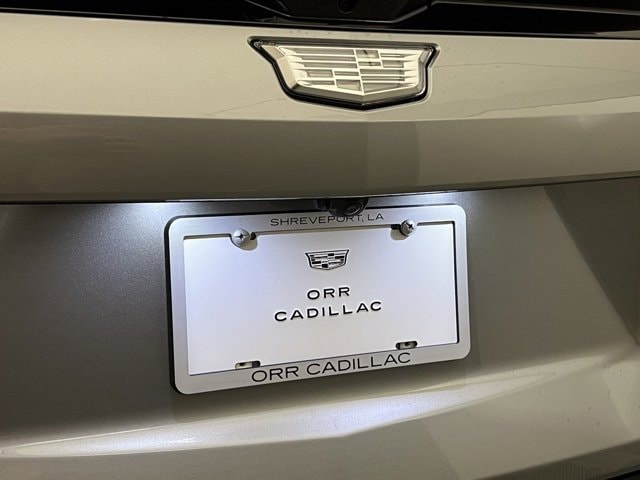 SHREVEPORT, LA
ORR
CADILLAC
ORR CADILLAC